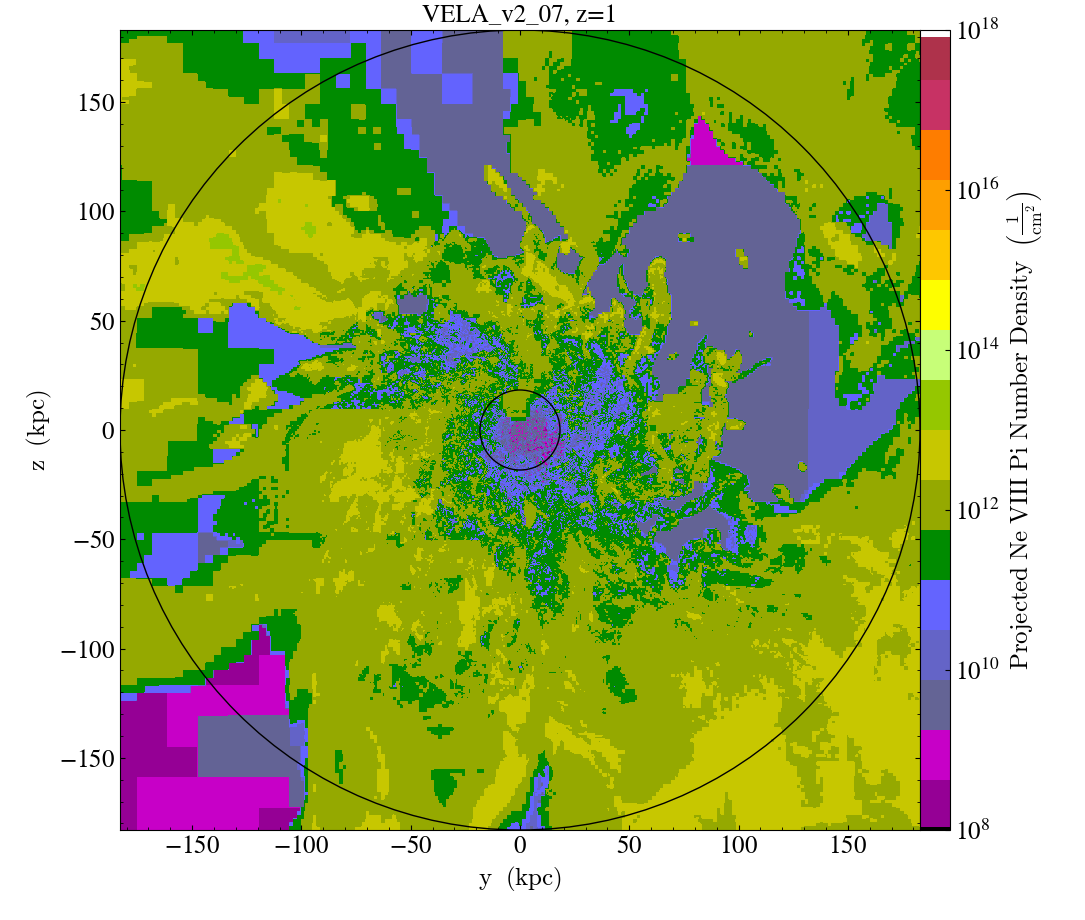 VELA_v2_07, z=1
150
100
50
0
−50
−100
−150
z (kpc)
−150 −100 −50 0 50 100 150
y (kpc)
10^18
10^16
10^14
10^12
10^10
10^8
Projected Ne VIII Pi Number Density (1/cm^2)